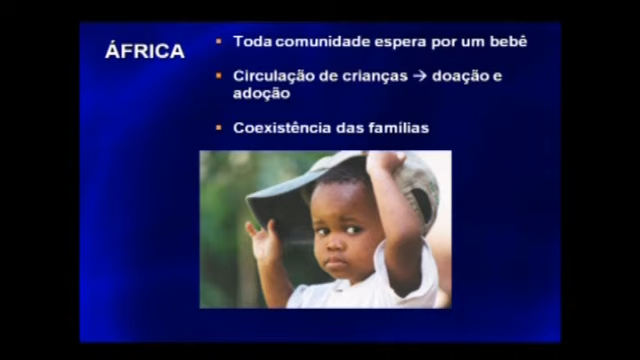 ÁFRICA
Toda comunidade espera por um bebê
Circulação de crianças → doação e
adoção
Coexistência das famílias